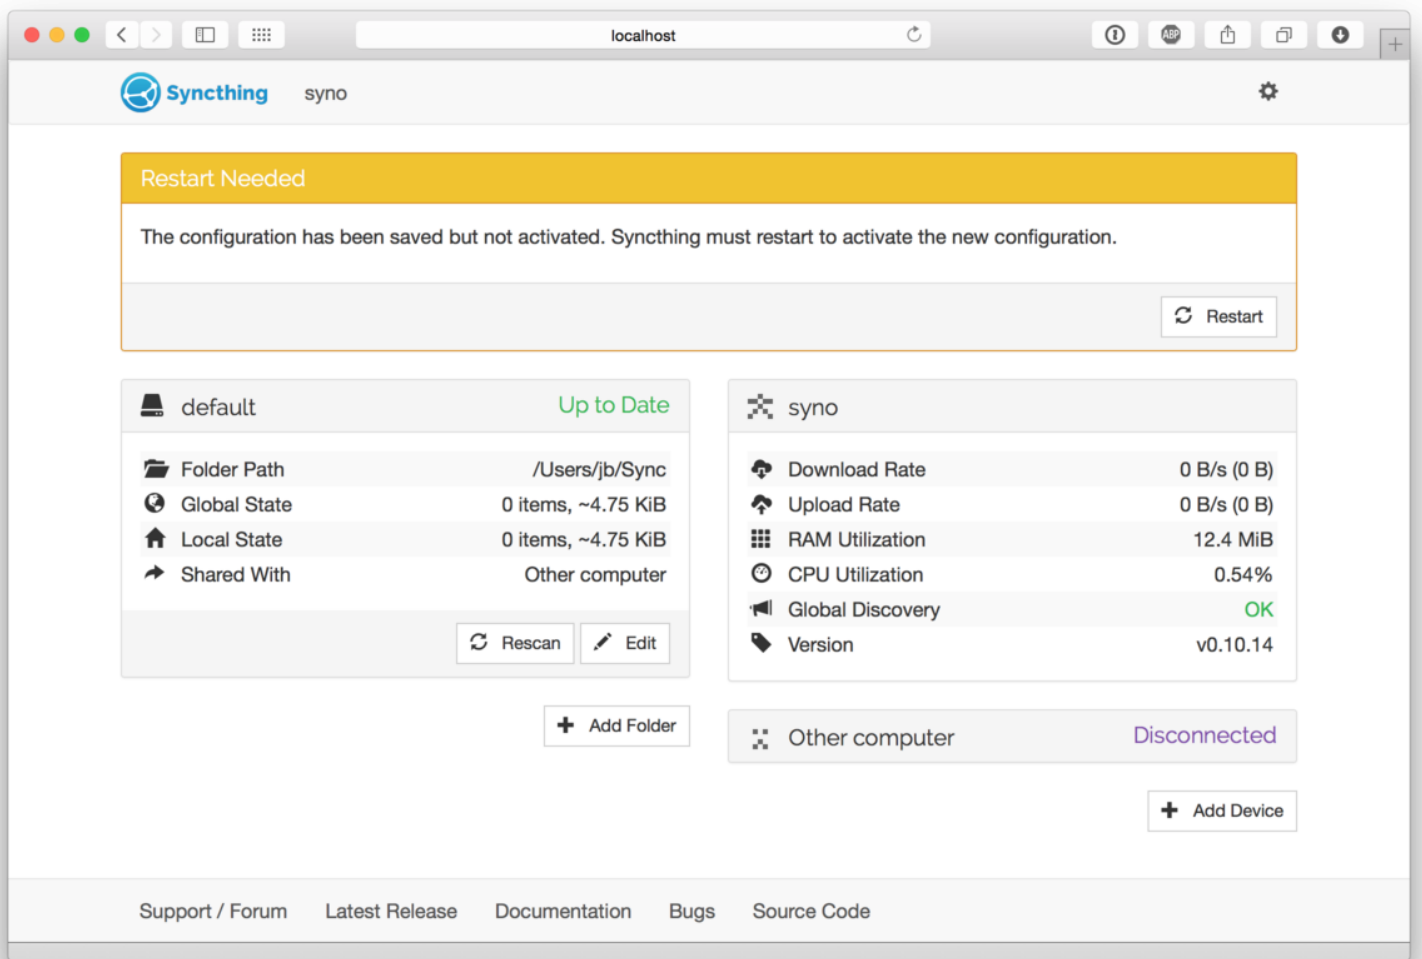 localhost
ABP
Syncthing syno
Restart Needed
The configuration has been saved but not activated. Syncthing must restart to activate the new configuration.
Restart
default Up to Date
Folder Path /Users/jb/Sync
Global State 0 items, ~4.75 KiB
Local State 0 items, ~4.75 KiB
Shared With Other computer
Rescan Edit
Add Folder
syno
Download Rate 0 B/s (0 B)
Upload Rate 0 B/s (0 B)
RAM Utilization 12.4 MiB
CPU Utilization 0.54%
Global Discovery OK
Version v0.10.14
Other computer Disconnected
Add Device
Support / Forum Latest Release Documentation Bugs Source Code